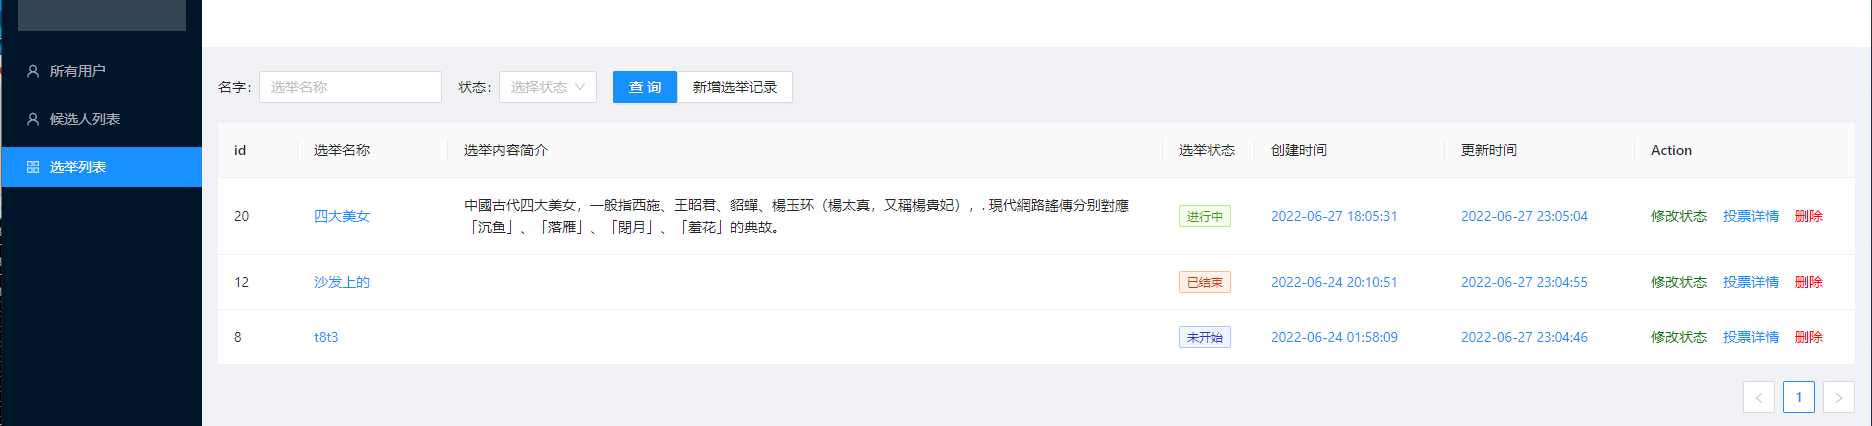 所有用户
候选人列表
选举列表
名字: 选举名称 状态: 选择状态 查 询 新增选举记录
id 选举名称 选举内容简介 选举状态 创建时间 更新时间 Action
20 四大美女 中國古代四大美女，一般指西施、王昭君、貂蟬、楊玉环（楊太真，又稱楊貴妃），. 現代網路謠傳分别對應 进行中 2022-06-27 18:05:31 2022-06-27 23:05:04 修改状态 投票详情 删除
「沉鱼」、「落雁」、「閉月」、「羞花」的典故。
12 沙发上的 已结束 2022-06-24 20:10:51 2022-06-27 23:04:55 修改状态 投票详情 删除
8 t8t3 未开始 2022-06-24 01:58:09 2022-06-27 23:04:46 修改状态 投票详情 删除
< 1 >